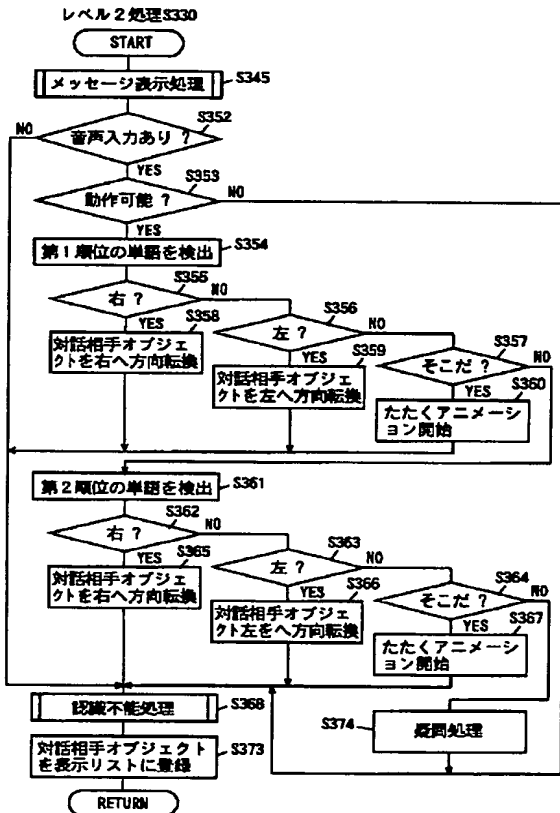 レベル2処理S330
START
メッセージ表示処理
S345
音声入力あり ?
S352
NO
YES
動作可能 ?
S353
NO
YES
第1順位の単語を検出
S354
右 ?
S355
NO
YES
S358
対話相手オブジェ
クトを右へ方向転換
左 ?
S356
NO
YES
S359
対話相手オブジェ
クトを左へ方向転換
そこだ ?
S357
NO
YES
S360
たたくアニメーシ
ョン開始
第2順位の単語を検出
S361
右 ?
S362
NO
YES
S365
対話相手オブジェ
クトを右へ方向転換
左 ?
S363
NO
YES
S366
対話相手オブジェ
クト左をへ方向転換
そこだ ?
S364
NO
YES
S367
たたくアニメーシ
ョン開始
認識不能処理
S368
S374
疑問処理
対話相手オブジェクト
を表示リストに登録
S373
RETURN